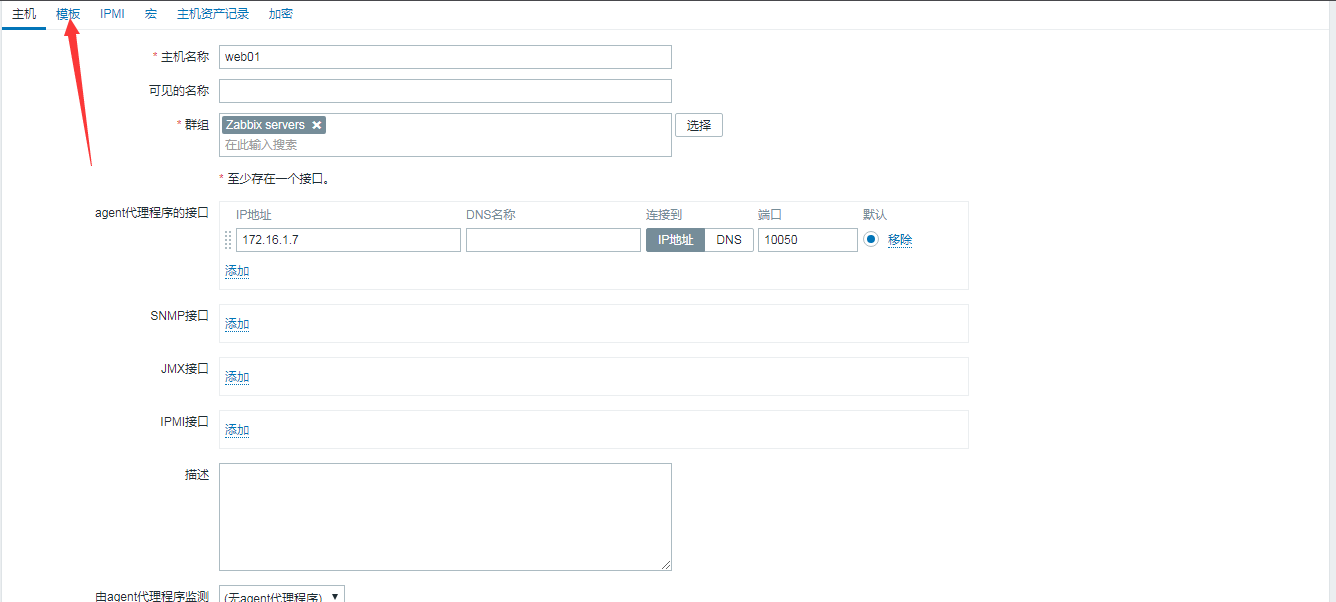 主机 模板 IPMI 宏 主机资产记录 加密
* 主机名称 web01
可见的名称
* 群组 Zabbix servers 选择
在此输入搜索
* 至少存在一个接口。
agent代理程序的接口 IP地址 DNS名称 连接到 端口 默认
172.16.1.7 IP地址 DNS 10050 移除
添加
SNMP接口 添加
JMX接口 添加
IPMI接口 添加
描述
由agent代理程序监测 (无agent代理程序)